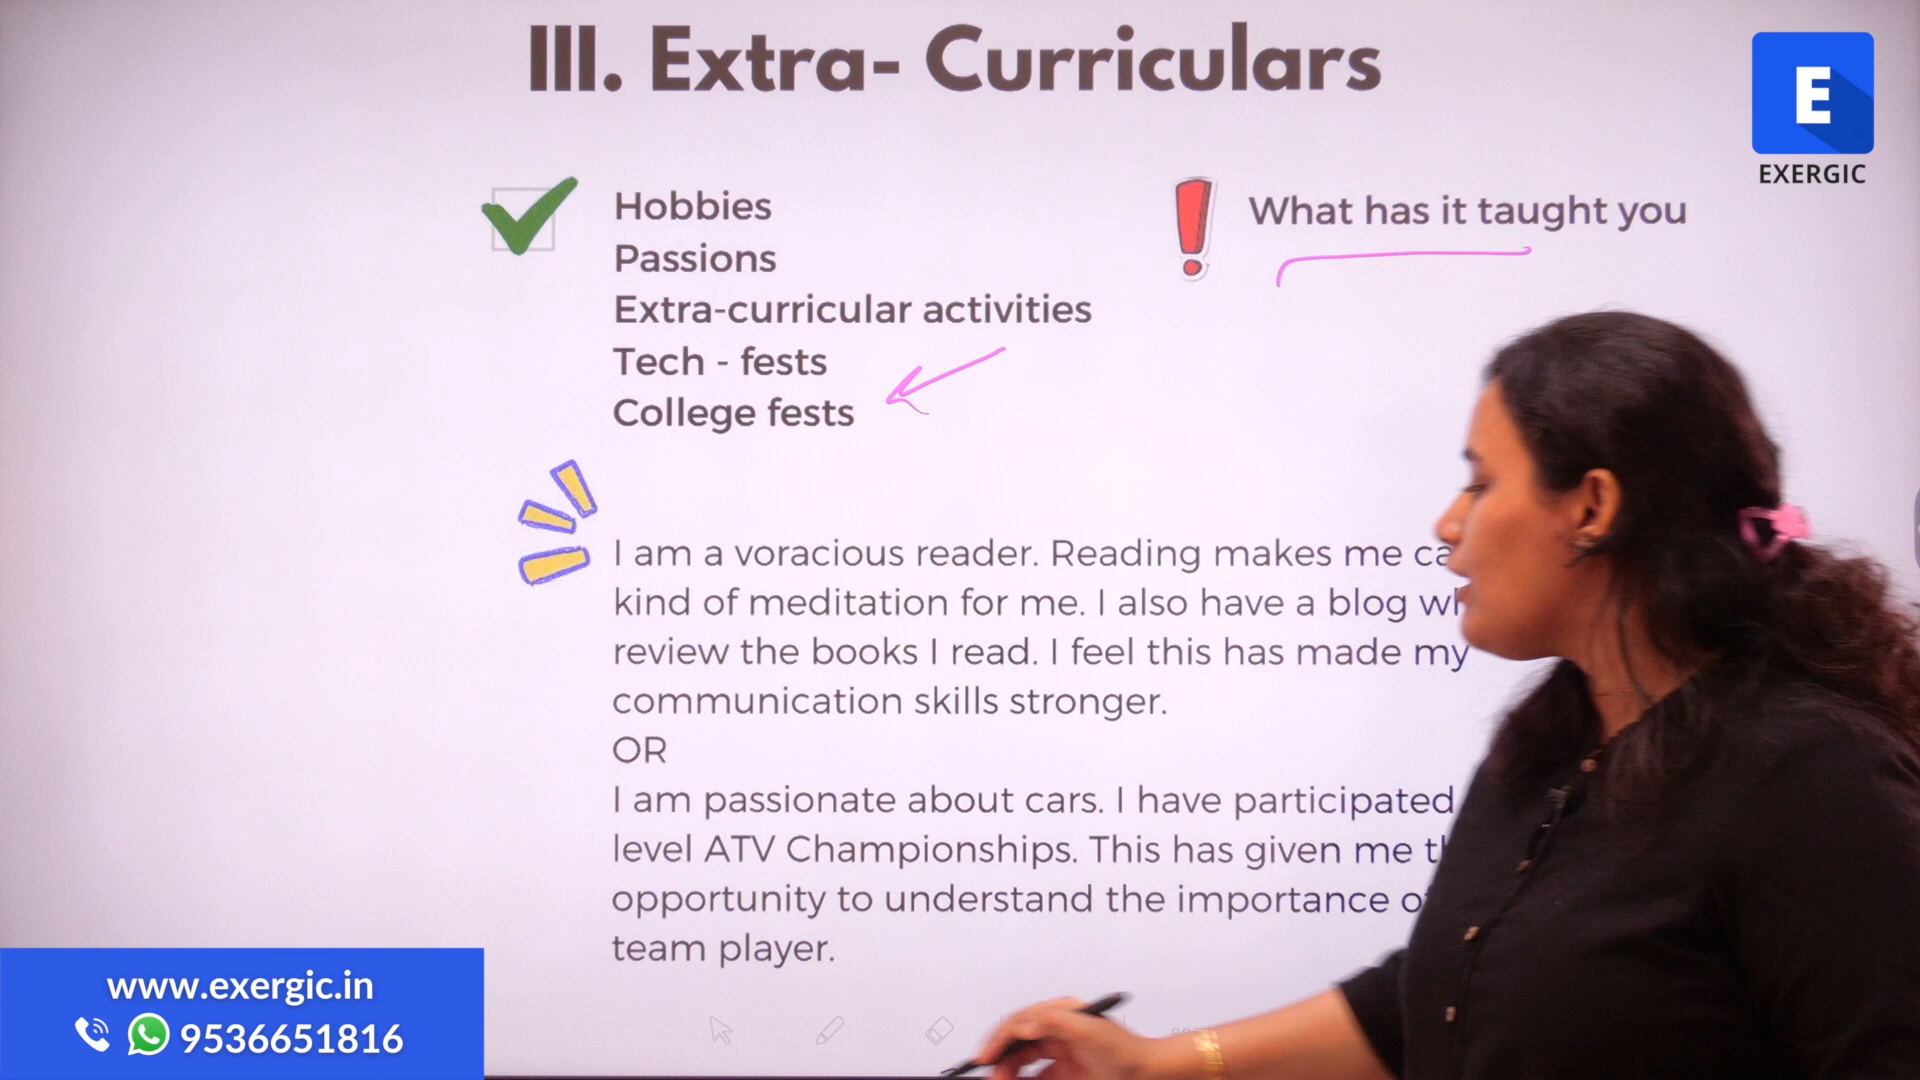 III. Extra- Curriculars
E
EXERGIC
Hobbies
Passions
Extra-curricular activities
Tech - fests
College fests
What has it taught you
I am a voracious reader. Reading makes me
kind of meditation for me. I also have a blog
review the books I read. I feel this has made my
communication skills stronger.
OR
I am passionate about cars. I have participated
level ATV Championships. This has given me
opportunity to understand the importance
team player.
www.exergic.in
9536651816